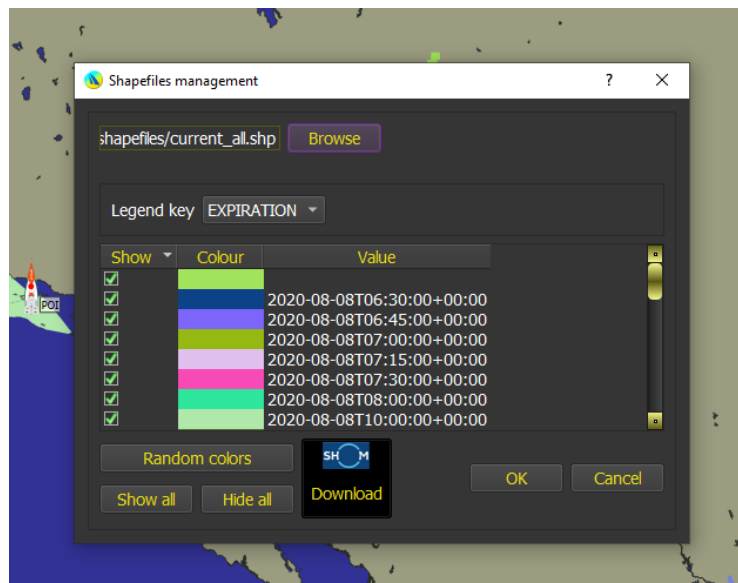 Shapefiles management ?
shapefiles/current_all.shp Browse
Legend key EXPIRATION
Show Colour Value
2020-08-08T06:30:00+00:00
2020-08-08T06:45:00+00:00
POI
2020-08-08T07:00:00+00:00
2020-08-08T07:15:00+00:00
2020-08-08T07:30:00+00:00
2020-08-08T08:00:00+00:00
2020-08-08T10:00:00+00:00
Random colors
SHOM
Download
OK Cancel
Show all Hide all